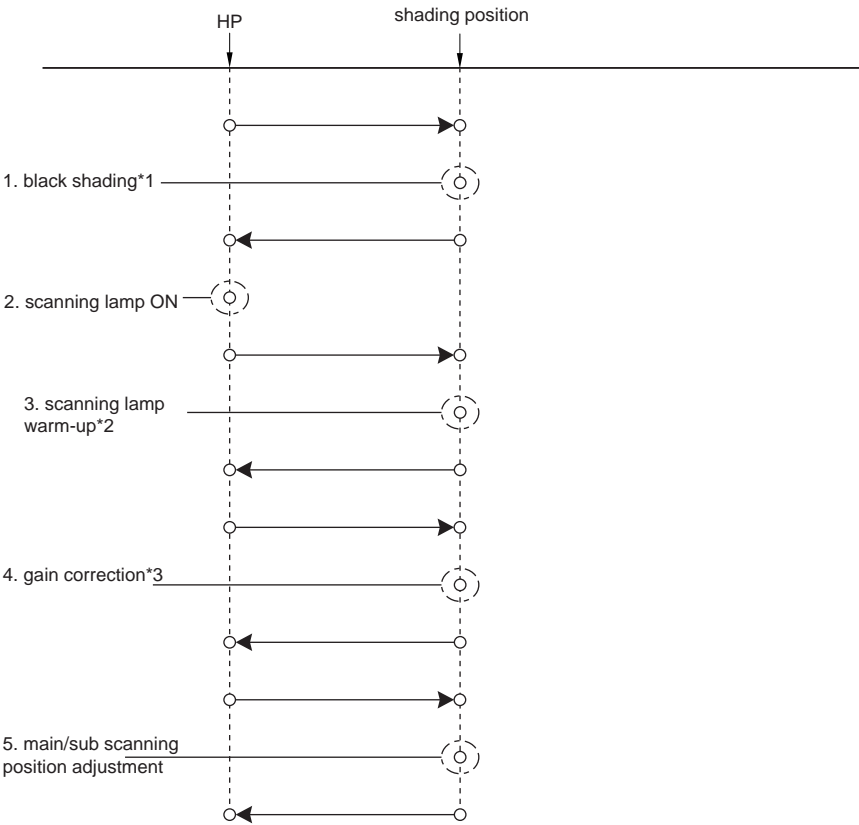 HP
shading position
1. black shading*1
2. scanning lamp ON
3. scanning lamp
warm-up*2
4. gain correction*3
5. main/sub scanning
position adjustment